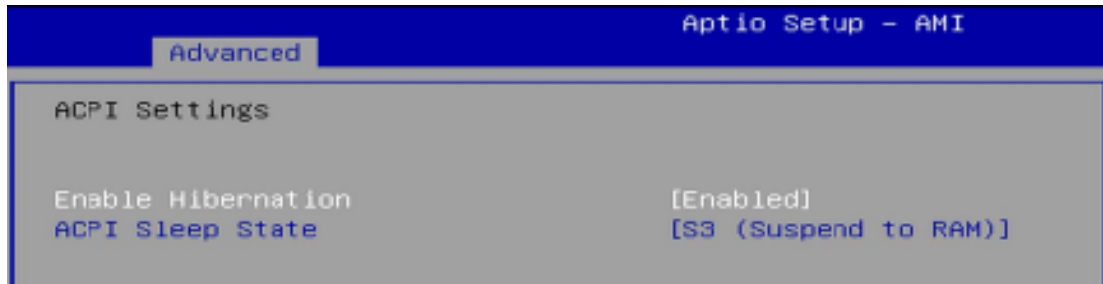 Aptio Setup – AMI
Advanced
ACPI Settings
Enable Hibernation [Enabled]
ACPI Sleep State [S3 (Suspend to RAM)]